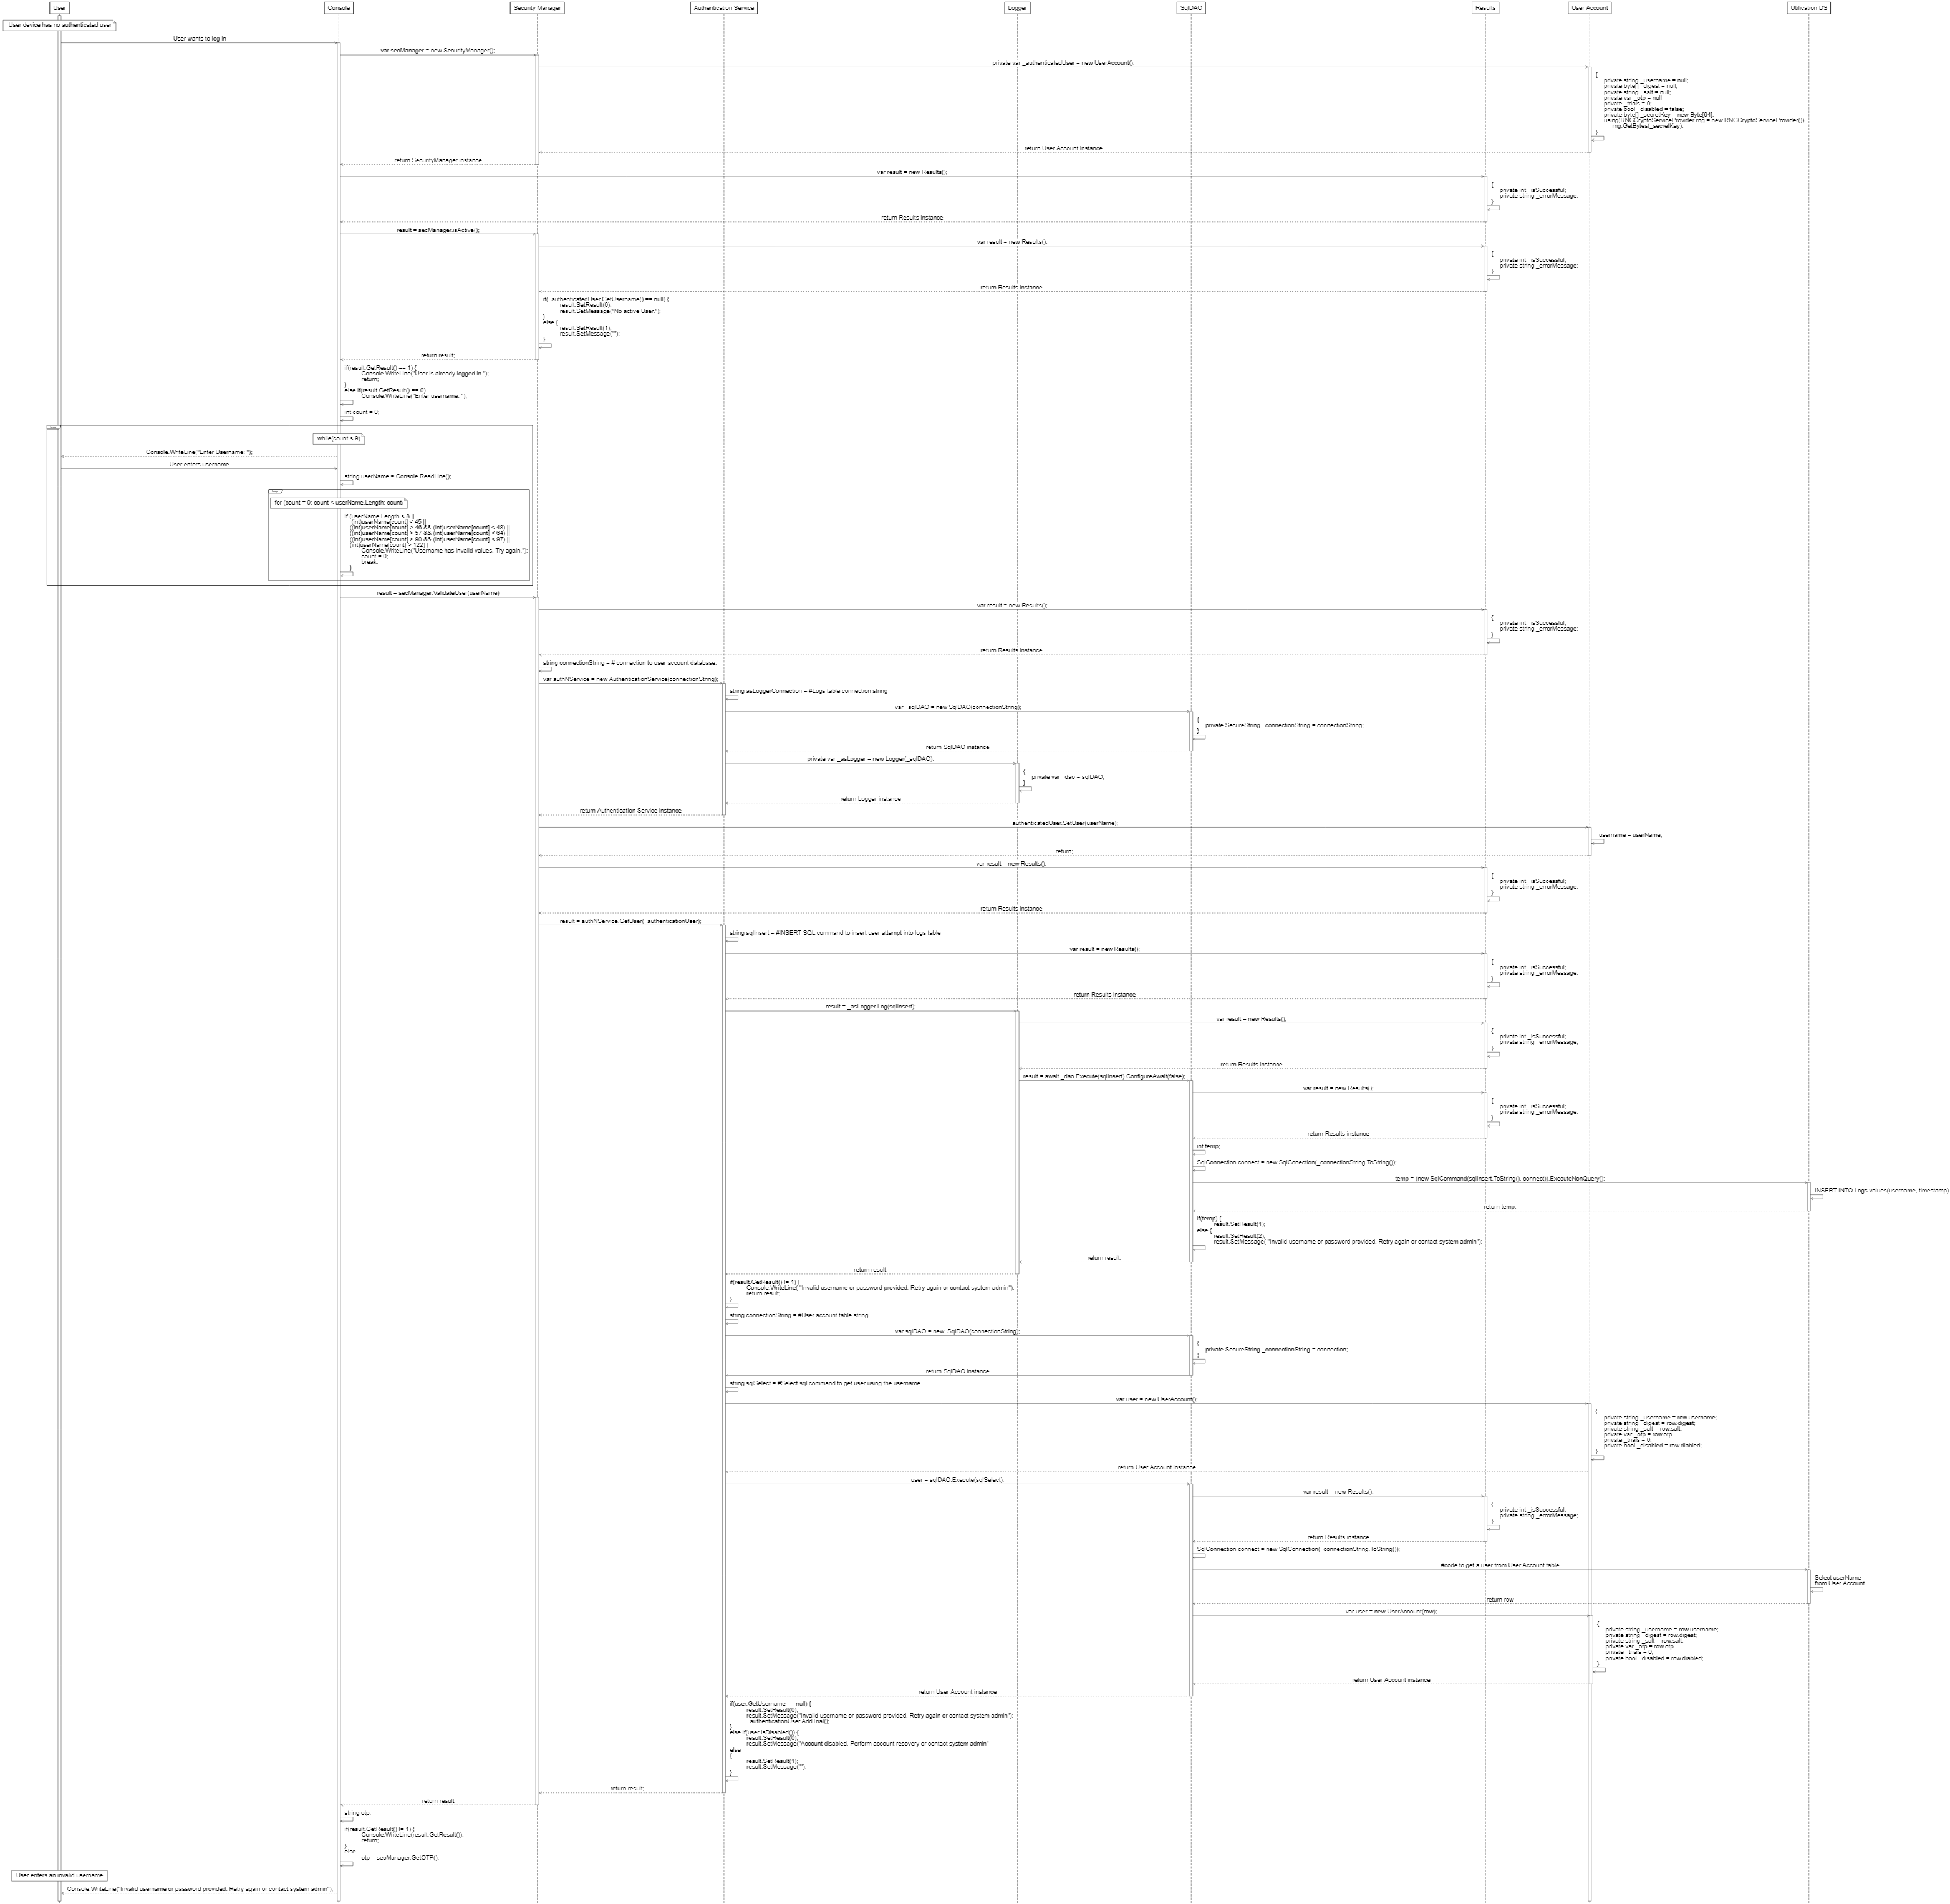 User
Console
Security Manager
Authentication Service
Logger
SqlDAO
Results
User Account
Utification DS
User device has no authenticated user
User wants to log in
var secManager = new SecurityManager();
private var _authenticatedUser = new UserAccount();
{
private string _username = null;
private byte[] _digest = null;
private string _salt = null;
private var _otp = null
private _trials = 0;
private bool _disabled = false;
private byte[] _secretKey = new Byte[64];
using(RNGCryptoServiceProvider rng = new RNGCryptoServiceProvider())
rng.GetBytes(_secretKey);
}
return User Account instance
return SecurityManager instance
var result = new Results();
{
private int _isSuccessful;
private string _errorMessage;
}
return Results instance
result = secManager.isActive();
var result = new Results();
{
private int _isSuccessful;
private string _errorMessage;
}
return Results instance
if(_authenticatedUser.GetUsername() == null) {
result.SetResult(0);
result.SetMessage("No active User.");
}
else {
result.SetResult(1);
result.SetMessage("");
}
return result;
if(result.GetResult() == 1) {
Console.WriteLine("User is already logged in.");
return;
}
else if(result.GetResult() == 0)
Console.WriteLine("Enter username: ");
int count = 0;
while(count < 9)
Console.WriteLine("Enter Username: ");
User enters username
string userName = Console.ReadLine();
for (count = 0; count < userName.Length; count
if (userName.Length < 8 ||
(int)userName[count] < 45 ||
((int)userName[count] > 46 && (int)userName[count] < 48) ||
((int)userName[count] > 57 && (int)userName[count] < 64) ||
((int)userName[count] > 90 && (int)userName[count] < 97) ||
(int)userName[count] > 122) {
Console.WriteLine("Username has invalid values, Try again.");
count = 0;
break;
}
result = secManager.ValidateUser(userName)
var result = new Results();
{
private int _isSuccessful;
private string _errorMessage;
}
return Results instance
string connectionString = # connection to user account database;
var authNService = new AuthenticationService(connectionString);
string asLoggerConnection = #Logs table connection string
var _sqlDAO = new SqlDAO(connectionString);
{
private SecureString _connectionString = connectionString;
}
return SqlDAO instance
private var _asLogger = new Logger(_sqlDAO);
{
private var _dao = sqlDAO;
}
return Logger instance
return Authentication Service instance
_authenticatedUser.SetUser(userName);
_username = userName;
return;
var result = new Results();
{
private int _isSuccessful;
private string _errorMessage;
}
return Results instance
result = authNService.GetUser(_authenticationUser);
string sqlInsert = #INSERT SQL command to insert user attempt into logs table
var result = new Results();
{
private int _isSuccessful;
private string _errorMessage;
}
return Results instance
result = _asLogger.Log(sqlInsert);
var result = new Results();
{
private int _isSuccessful;
private string _errorMessage;
}
return Results instance
result = await _dao.Execute(sqlInsert).ConfigureAwait(false);
var result = new Results();
{
private int _isSuccessful;
private string _errorMessage;
}
return Results instance
int temp;
SqlConnection connect = new SqlConection(_connectionString.ToString());
temp = (new SqlCommand(sqlInsert.ToString(), connect)).ExecuteNonQuery();
INSERT INTO Logs values(username, timestamp)
return temp;
if(temp) {
result.SetResult(1);
else {
result.SetResult(2);
result.SetMessage( "Invalid username or password provided. Retry again or contact system admin");
return result;
return result;
if(result.GetResult() != 1) {
Console.WriteLine( "Invalid username or password provided. Retry again or contact system admin");
return result;
}
string connectionString = #User account table string
var sqlDAO = new SqlDAO(connectionString);
{
private SecureString _connectionString = connection;
}
return SqlDAO instance
string sqlSelect = #Select sql command to get user using the username
var user = new UserAccount();
{
private string _username = row.username;
private string _digest = row.digest;
private string _salt = row.salt;
private var _otp = row.otp
private _trials = 0;
private bool _disabled = row.diabled;
}
return User Account instance
user = sqlDAO.Execute(sqlSelect);
var result = new Results();
{
private int _isSuccessful;
private string _errorMessage;
}
return Results instance
SqlConnection connect = new SqlConnection(_connectionString.ToString());
#code to get a user from User Account table
Select userName
from User Account
return row
var user = new UserAccount(row);
{
private string _username = row.username;
private string _digest = row.digest;
private string _salt = row.salt;
private var _otp = row.otp
private _trials = 0;
private bool _disabled = row.diabled;
}
return User Account instance
return User Account instance
if(user.GetUsername == null) {
result.SetResult(0);
result.SetMessage("Invalid username or password provided. Retry again or contact system admin");
_authenticationUser.AddTrial();
}
else if(user.IsDisabled()) {
result.SetResult(0);
result.SetMessage("Account disabled. Perform account recovery or contact system admin"
else
{
result.SetResult(1);
result.SetMessage("");
}
return result;
return result
string otp;
if(result.GetResult() != 1) {
Console.WriteLine(result.GetResult());
return;
}
else
otp = secManager.GetOTP();
User enters an invalid username
Console.WriteLine("Invalid username or password provided. Retry again or contact system admin");